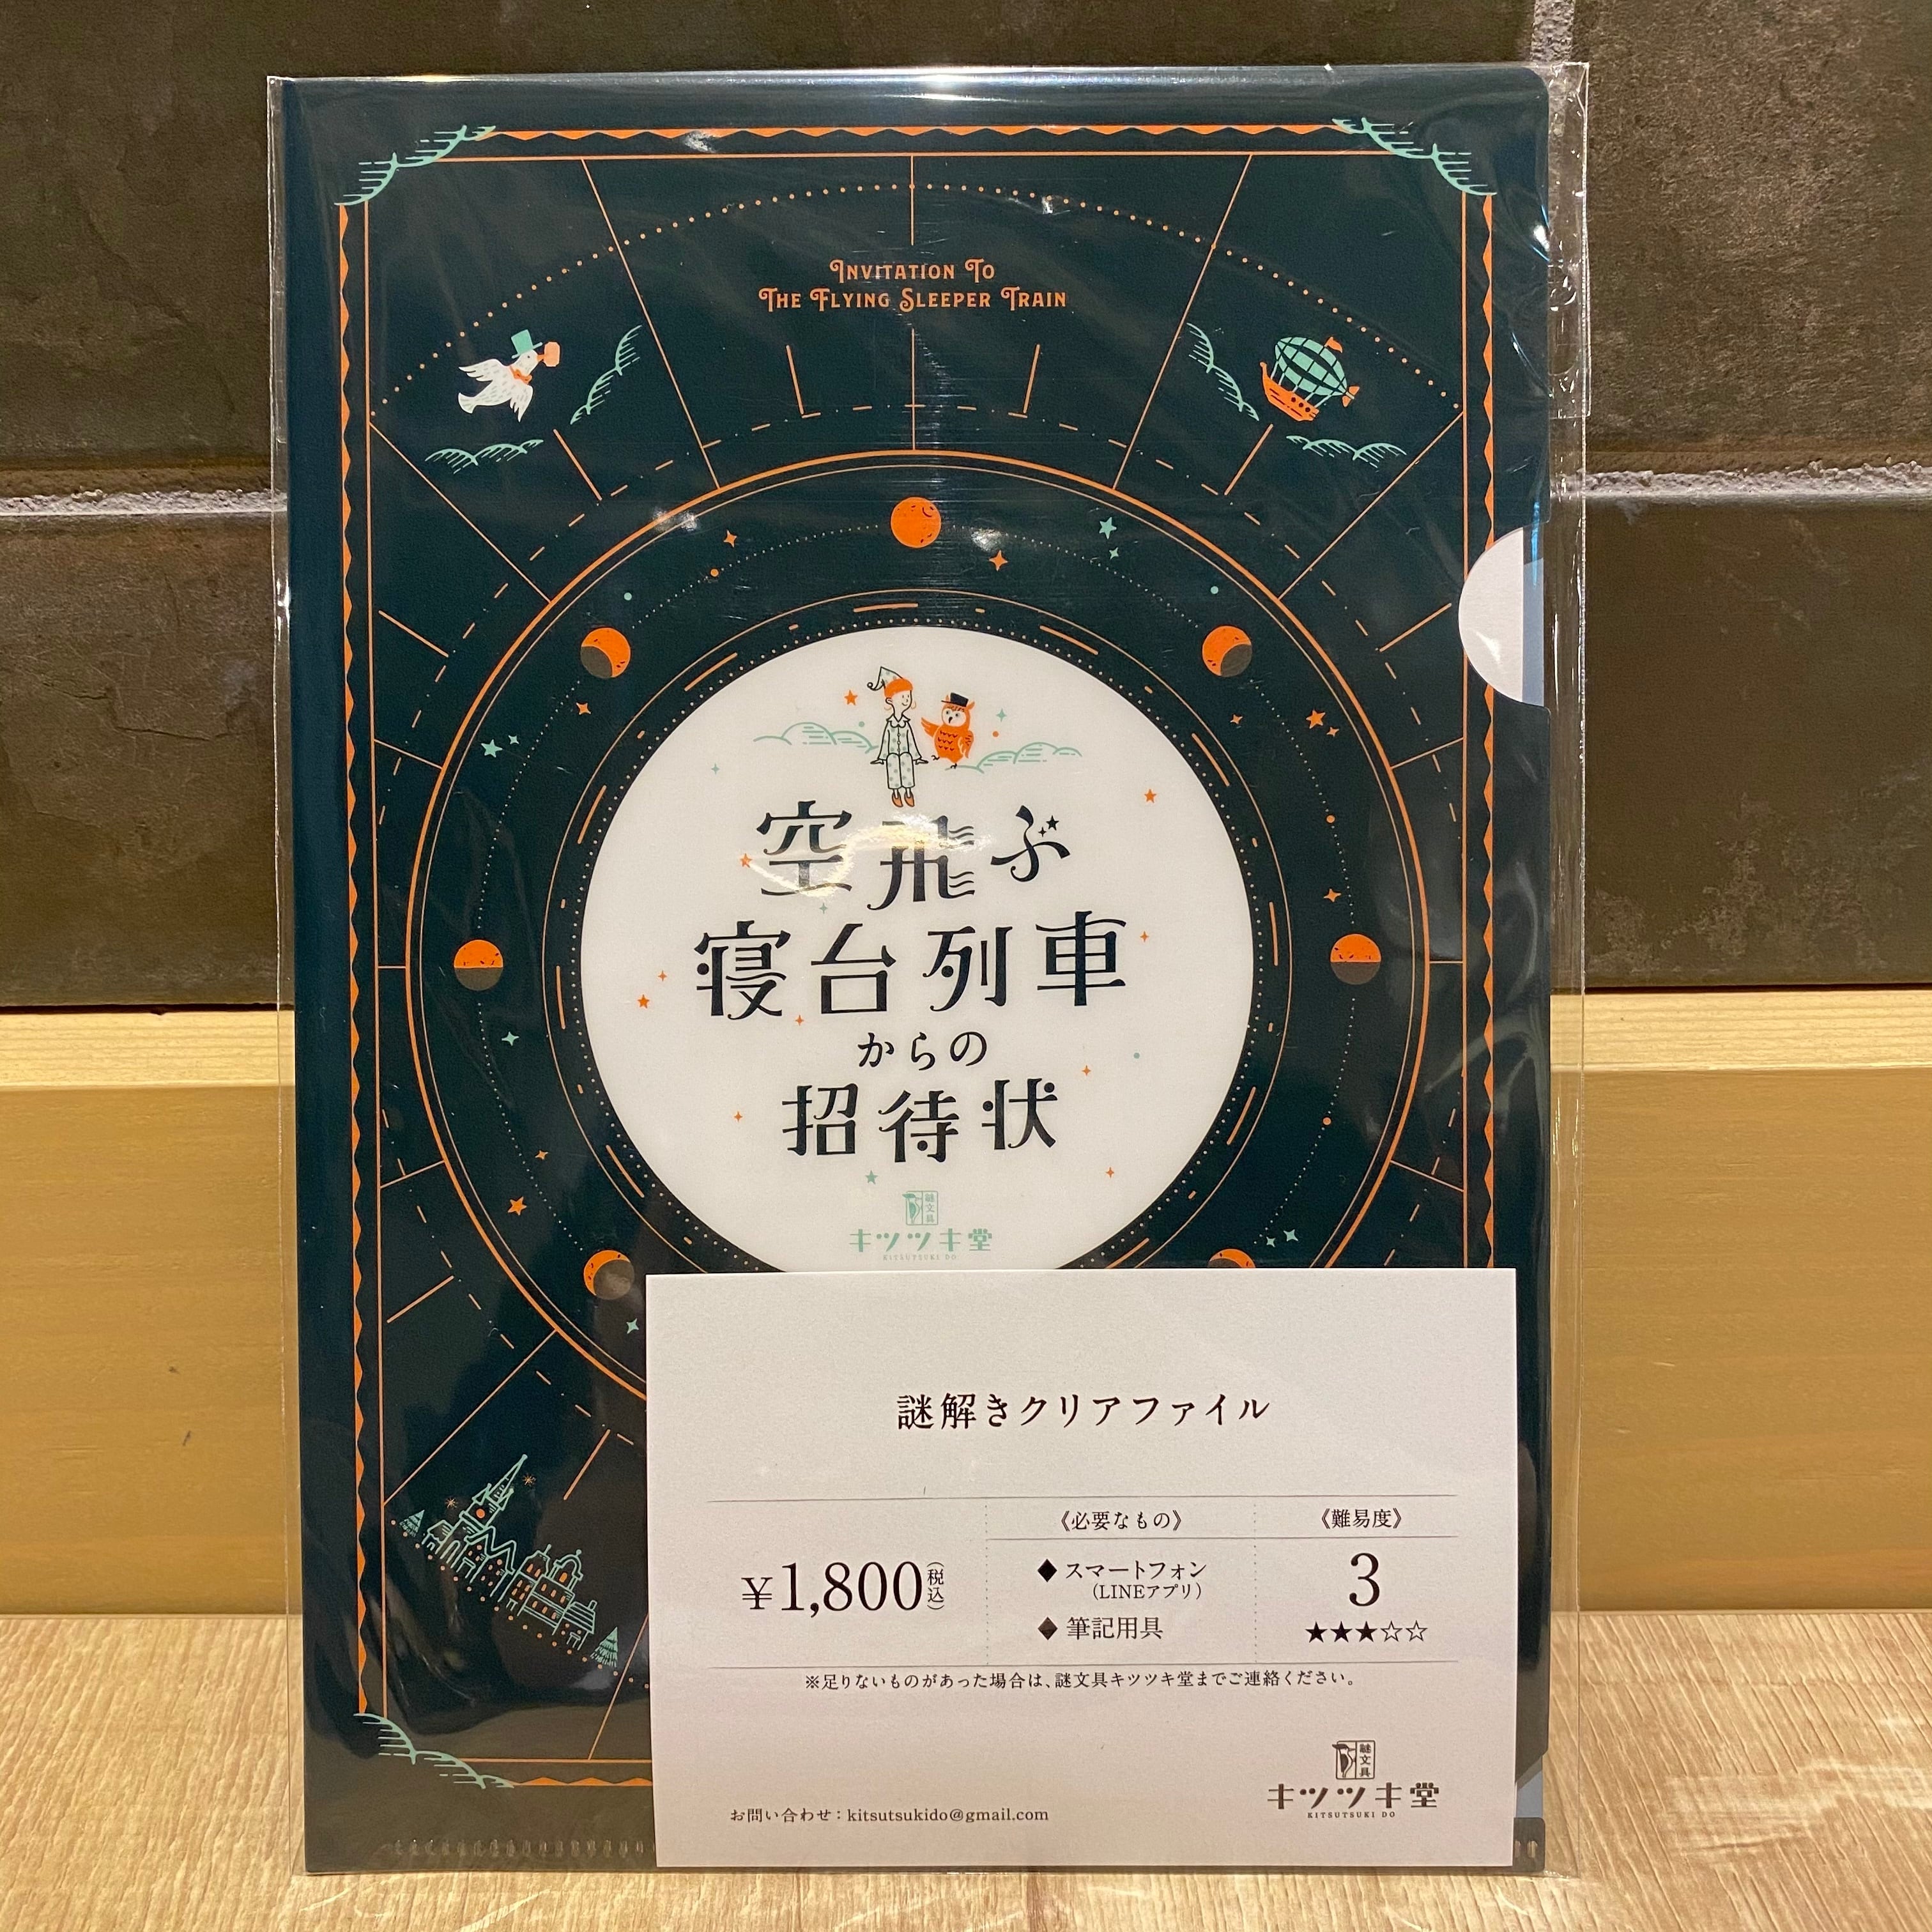 INVITATION TO
THE FLYING SLEEPER TRAIN
空飛ぶ
寝台列車
からの
招待状
謎文具
キツツキ堂
KITSUTSUKI DO
謎解きクリアファイル
¥1,800(税込)
《必要なもの》
◆スマートフォン
(LINEアプリ)
◆筆記用具
《難易度》
3
★★★☆☆
※足りないものがあった場合は、謎文具キツツキ堂までご連絡ください。
謎文具
キツツキ堂
KITSUTSUKI DO
お問い合わせ：kitsutsukido@gmail.com